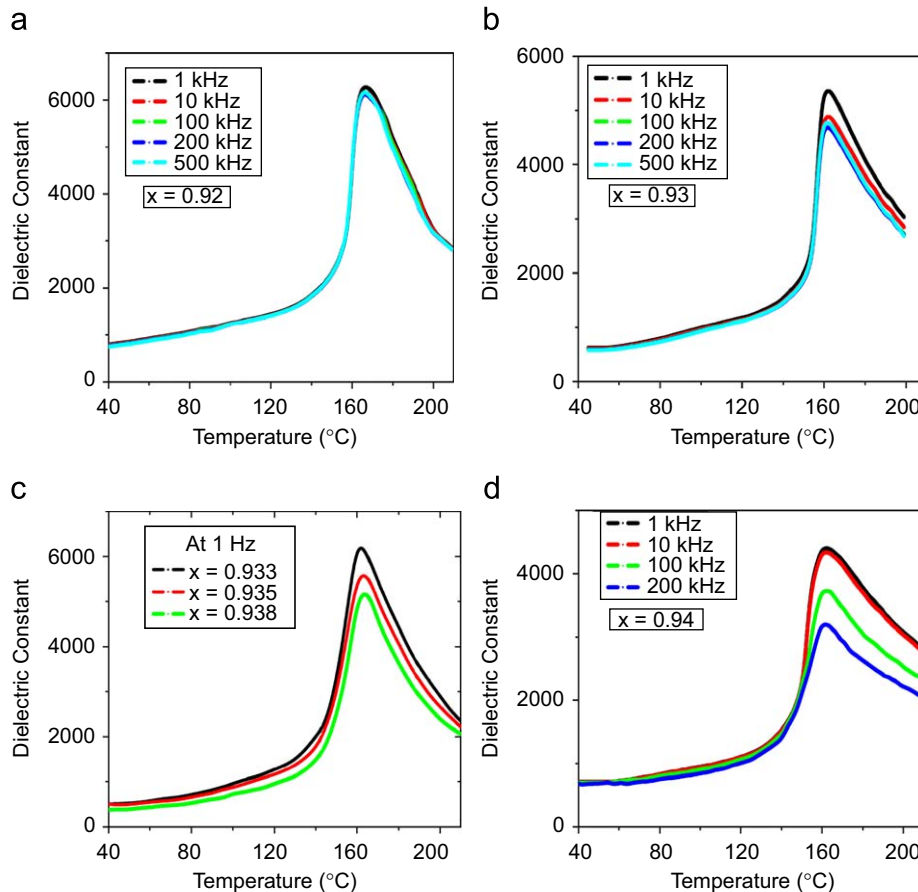 a
Dielectric Constant
6000
4000
2000
0
1 kHz
10 kHz
100 kHz
200 kHz
500 kHz
x = 0.92
40
80
120
160
200
Temperature (°C)
b
Dielectric Constant
6000
4000
2000
0
1 kHz
10 kHz
100 kHz
200 kHz
500 kHz
x = 0.93
40
80
120
160
200
Temperature (°C)
c
Dielectric Constant
6000
4000
2000
0
At 1 Hz
x = 0.933
x = 0.935
x = 0.938
40
80
120
160
200
Temperature (°C)
d
Dielectric Constant
4000
2000
0
1 kHz
10 kHz
100 kHz
200 kHz
x = 0.94
40
80
120
160
200
Temperature (°C)